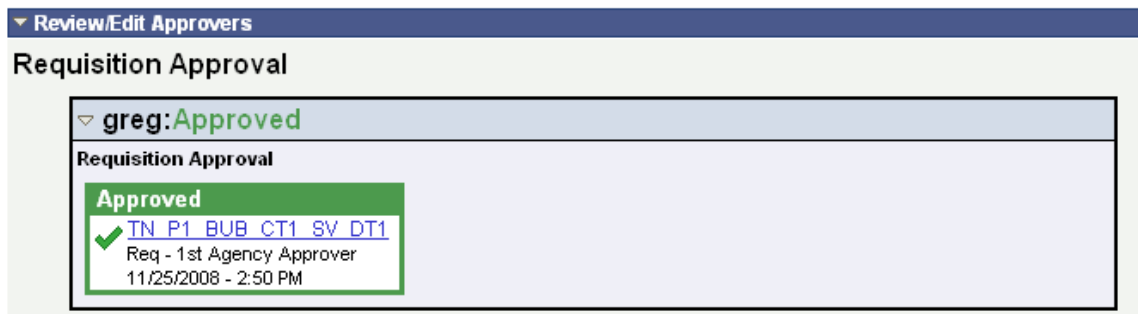 Review/Edit Approvers
Requisition Approval
greg:Approved
Requisition Approval
Approved
TN_P1_BUB_CT1_SV_DT1
Req - 1st Agency Approver
11/25/2008 - 2:50 PM